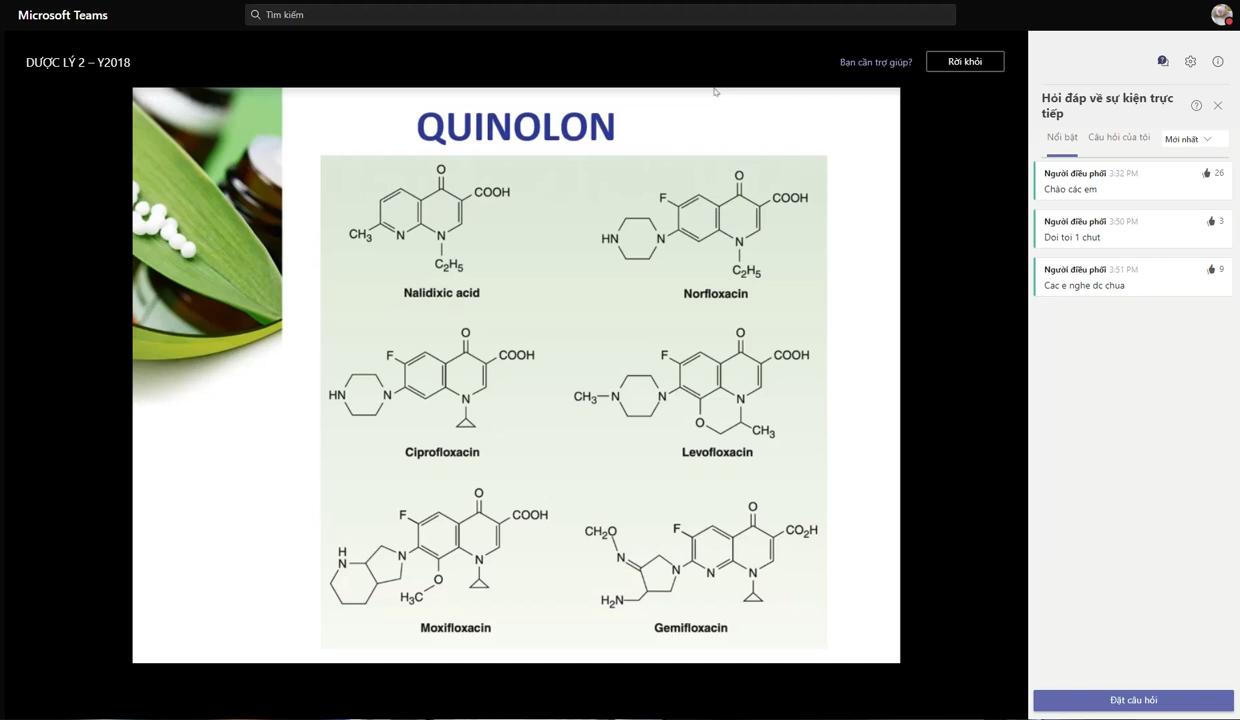 Microsoft Teams
Tìm kiếm
DƯỢC LÝ 2 – Y2018
Bạn cần trợ giúp?
Rời khỏi
QUINOLON
O
COOH
CH3
N
N
C2H5
Nalidixic acid
O
F
COOH
HN
N
N
C2H5
Norfloxacin
O
F
COOH
HN
N
N
Ciprofloxacin
O
F
COOH
CH3
N
N
N
O
CH3
Levofloxacin
O
F
COOH
H
N
N
N
O
H3C
Moxifloxacin
O
CH2O
F
CO2H
N
N
N
N
H2N
Gemifloxacin
Hỏi đáp về sự kiện trực
tiếp
Nổi bật
Câu hỏi của tôi
Mới nhất
Người điều phối 3:32 PM
26
Chào các em
Người điều phối 3:50 PM
3
Doi toi 1 chut
Người điều phối 3:51 PM
9
Cac e nghe dc chua
Đặt câu hỏi